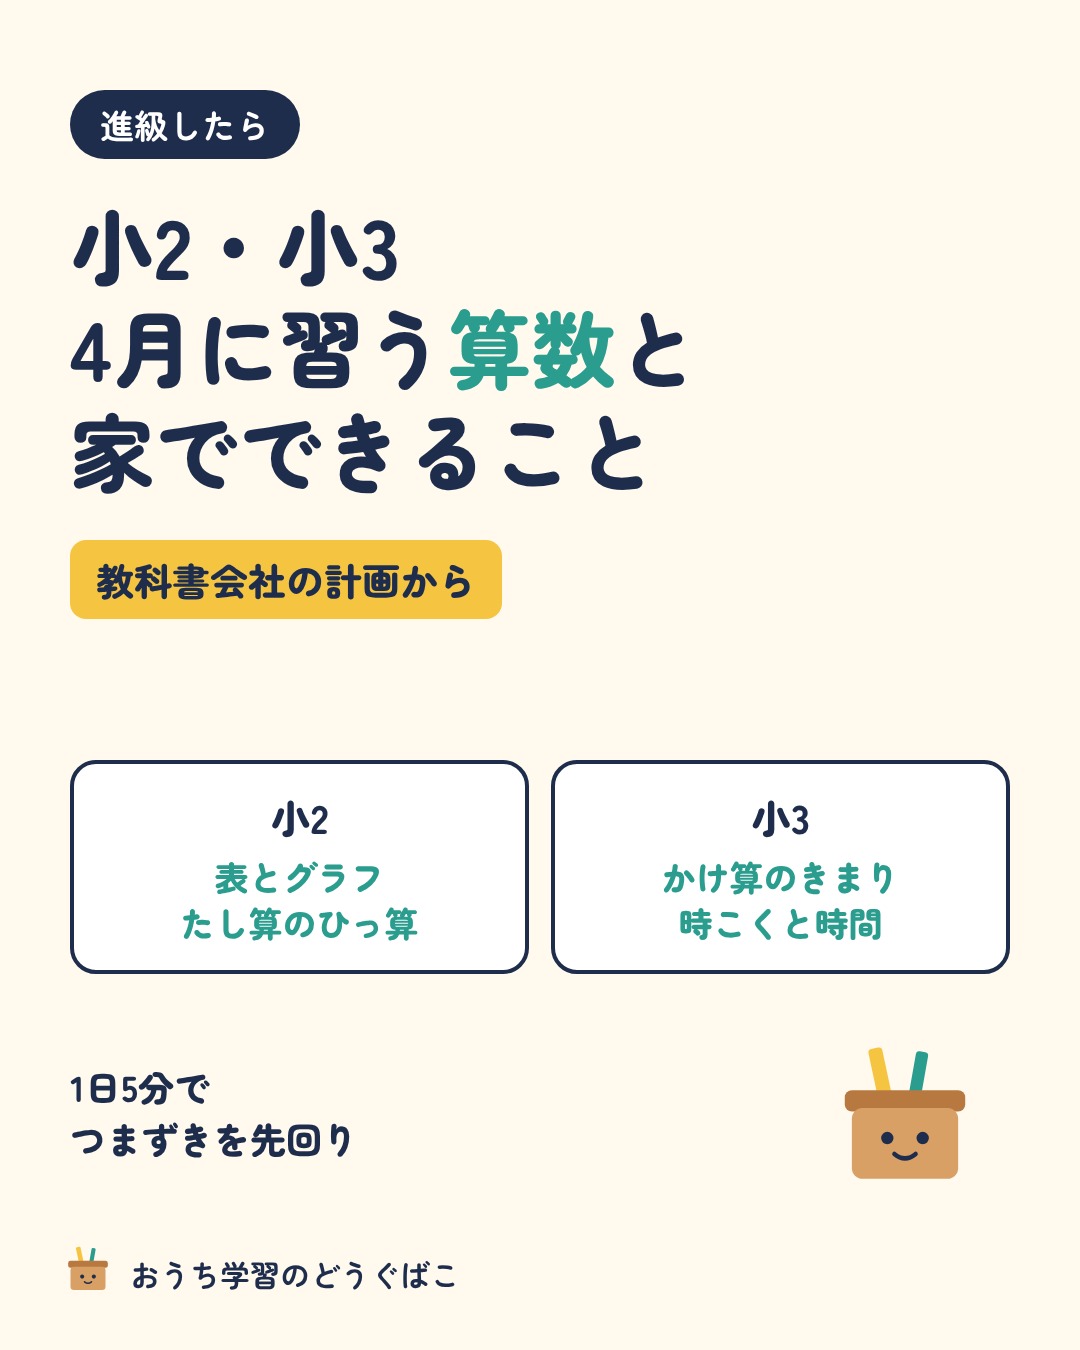 進級したら
小2・小3
4月に習う算数と
家でできること
教科書会社の計画から
小2
表とグラフ
たし算のひっ算
小3
かけ算のきまり
時こくと時間
1日5分で
つまずきを先回り
おうち学習のどうぐばこ